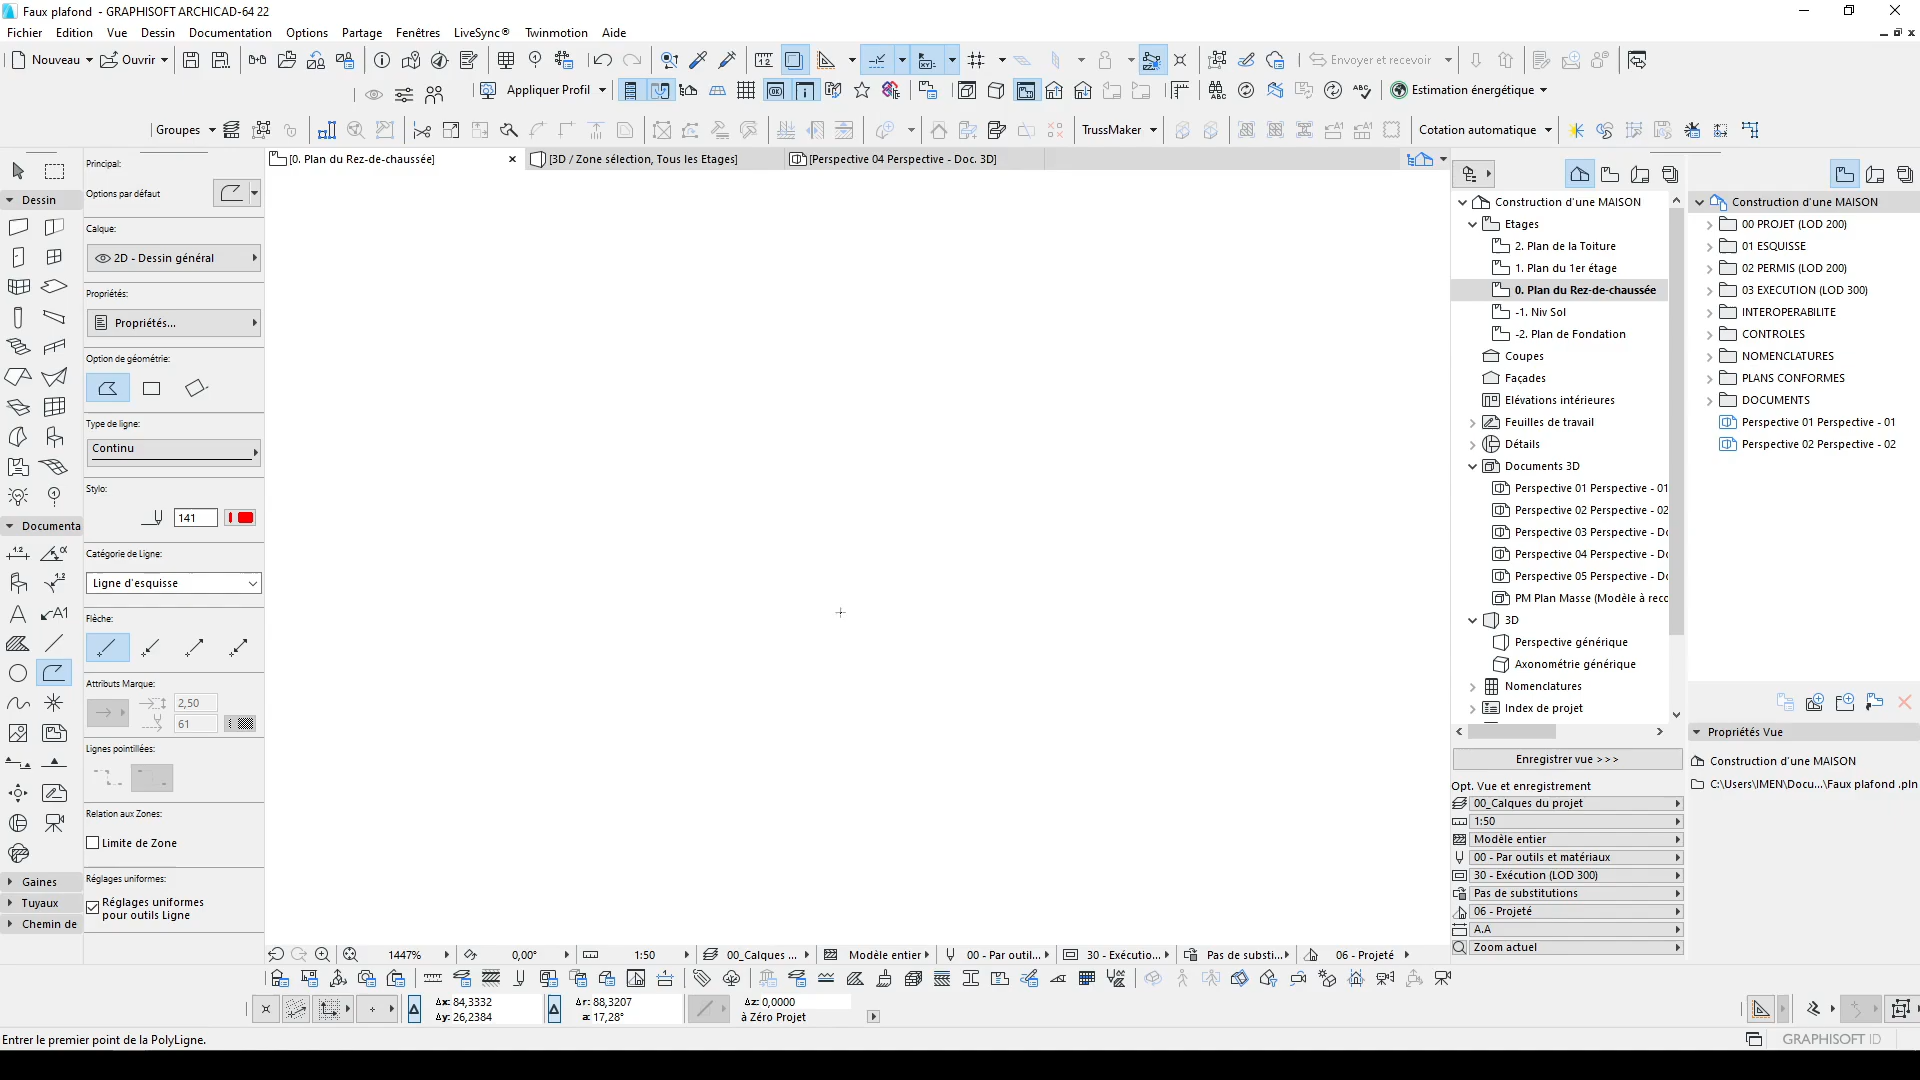 Faux plafond - GRAPHISOFT ARCHICAD-64 22
Fichier Edition Vue Dessin Documentation Options Partage Fenêtres LiveSync® Twinmotion Aide
Nouveau Ouvrir Envoyer et recevoir
Appliquer Profil Estimation énergétique
Groupes TrussMaker Cotation automatique
[0. Plan du Rez-de-chaussée] [3D / Zone sélection, Tous les Etages] [Perspective 04 Perspective - Doc. 3D]
Dessin
Documenta
Gaines
Tuyaux
Chemin de
Principal:
Options par défaut
Calque:
2D - Dessin général
Propriétés:
Propriétés...
Option de géométrie:
Type de ligne:
Continu
Stylo:
141
Catégorie de Ligne:
Ligne d'esquisse
Flèche:
Attributs Marque:
2,50
61
Lignes pointillées:
Relation aux Zones:
Limite de Zone
Réglages uniformes:
Réglages uniformes
pour outils Ligne
Construction d'une MAISON
Etages
2. Plan de la Toiture
1. Plan du 1er étage
0. Plan du Rez-de-chaussée
-1. Niv Sol
-2. Plan de Fondation
Coupes
Façades
Elévations intérieures
Feuilles de travail
Détails
Documents 3D
Perspective 01 Perspective - 01
Perspective 02 Perspective - 02
Perspective 03 Perspective - Do
Perspective 04 Perspective - Do
Perspective 05 Perspective - Do
PM Plan Masse (Modèle à reco
3D
Perspective générique
Axonométrie générique
Nomenclatures
Index de projet
Enregistrer vue >>>
Opt. Vue et enregistrement
00_Calques du projet
1:50
Modèle entier
00 - Par outils et matériaux
30 - Exécution (LOD 300)
Pas de substitutions
06 - Projeté
A.A
Zoom actuel
Construction d'une MAISON
00 PROJET (LOD 200)
01 ESQUISSE
02 PERMIS (LOD 200)
03 EXECUTION (LOD 300)
INTEROPERABILITE
CONTROLES
NOMENCLATURES
PLANS CONFORMES
DOCUMENTS
Perspective 01 Perspective - 01
Perspective 02 Perspective - 02
Propriétés Vue
Construction d'une MAISON
C:\Users\IMEN\Docu...\Faux plafond .pln
1447% 0,00° 1:50 00_Calques ... Modèle entier 00 - Par outil... 30 - Exécutio... Pas de substi... 06 - Projeté
Δx: 84,3332 Δr: 88,3207 Δz: 0,0000
Δy: 26,2384 a: 17,28° à Zéro Projet
Entrer le premier point de la PolyLigne.
GRAPHISOFT ID